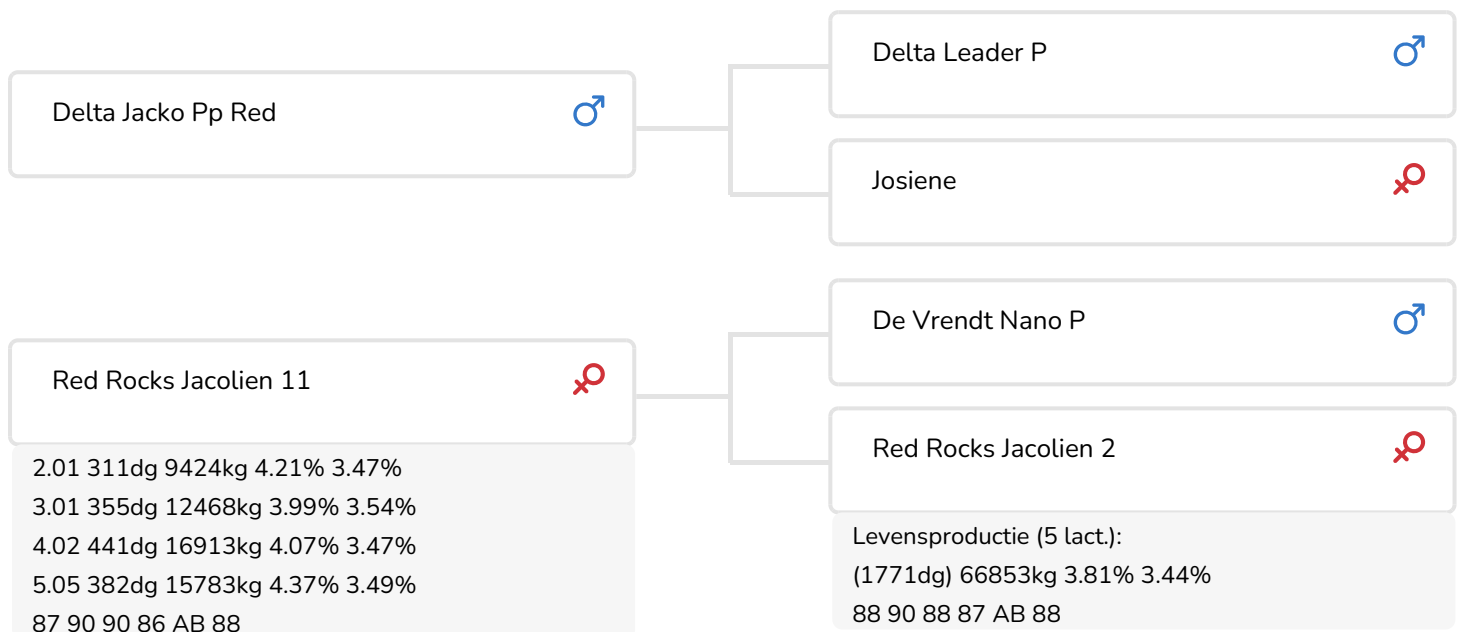 Delta Jacko Pp Red
Delta Leader P
Josiene
Red Rocks Jacolien 11
2.01 311dg 9424kg 4.21% 3.47%
3.01 355dg 12468kg 3.99% 3.54%
4.02 441dg 16913kg 4.07% 3.47%
5.05 382dg 15783kg 4.37% 3.49%
87 90 90 86 AB 88
De Vrendt Nano P
Red Rocks Jacolien 2
Levensproductie (5 lact.):
(1771dg) 66853kg 3.81% 3.44%
88 90 88 87 AB 88